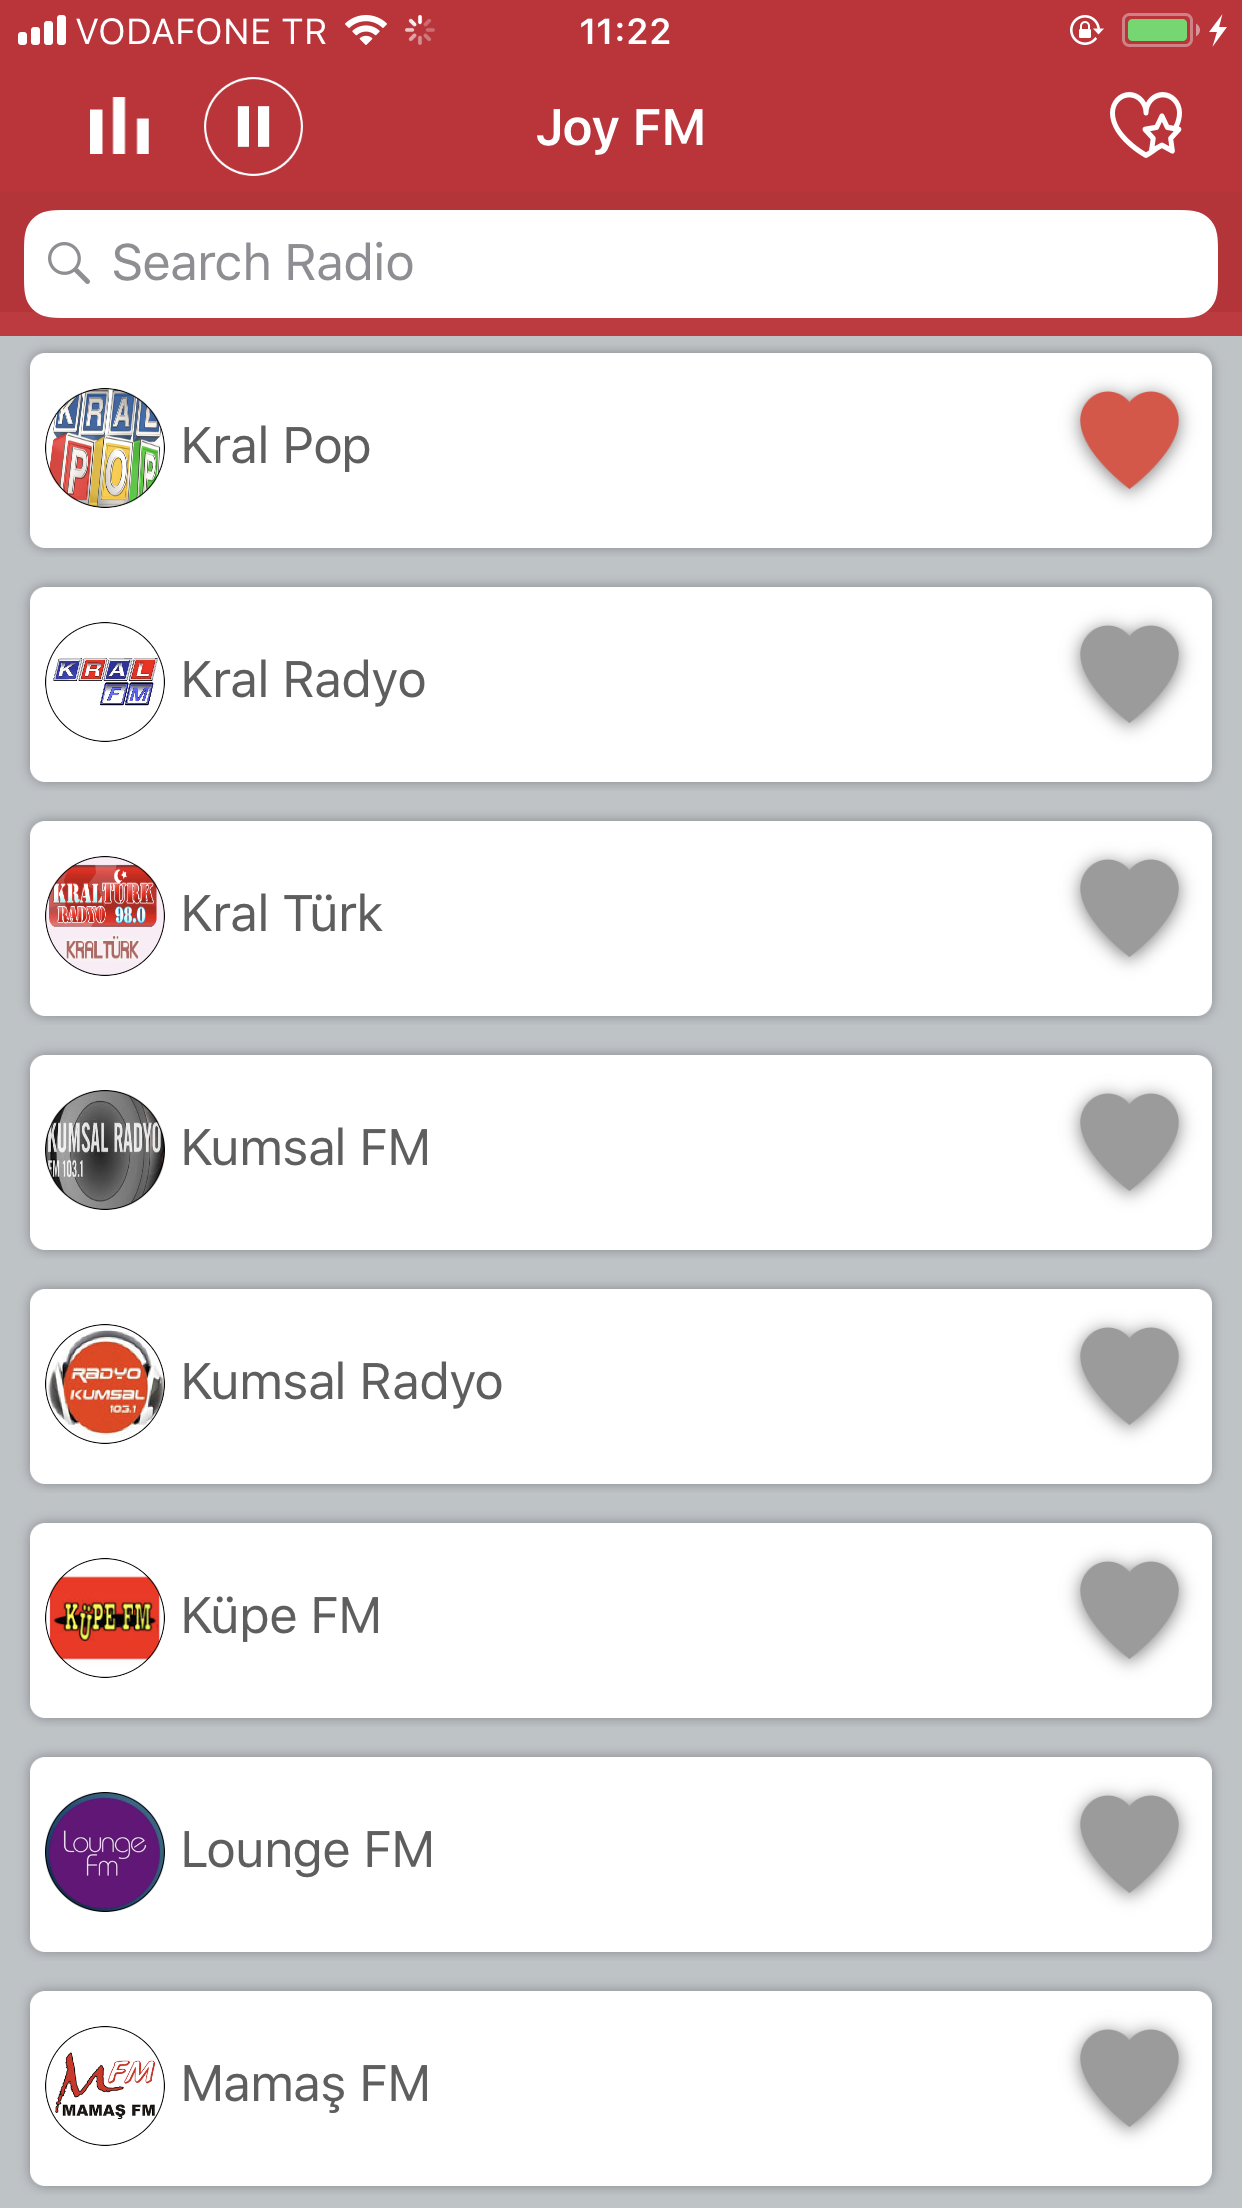 VODAFONE TR 11:22
Joy FM
Search Radio
KRAL
POP
Kral Pop
KRAL
FM
Kral Radyo
KRALTÜRK
RADYO 98.0
KRALTÜRK
Kral Türk
KUMSAL RADYO
FM 103.1
Kumsal FM
RADYO
KUMSAL
103.1
Kumsal Radyo
KÜPE FM
Küpe FM
Lounge
Fm
Lounge FM
FM
MAMAŞ FM
Mamaş FM